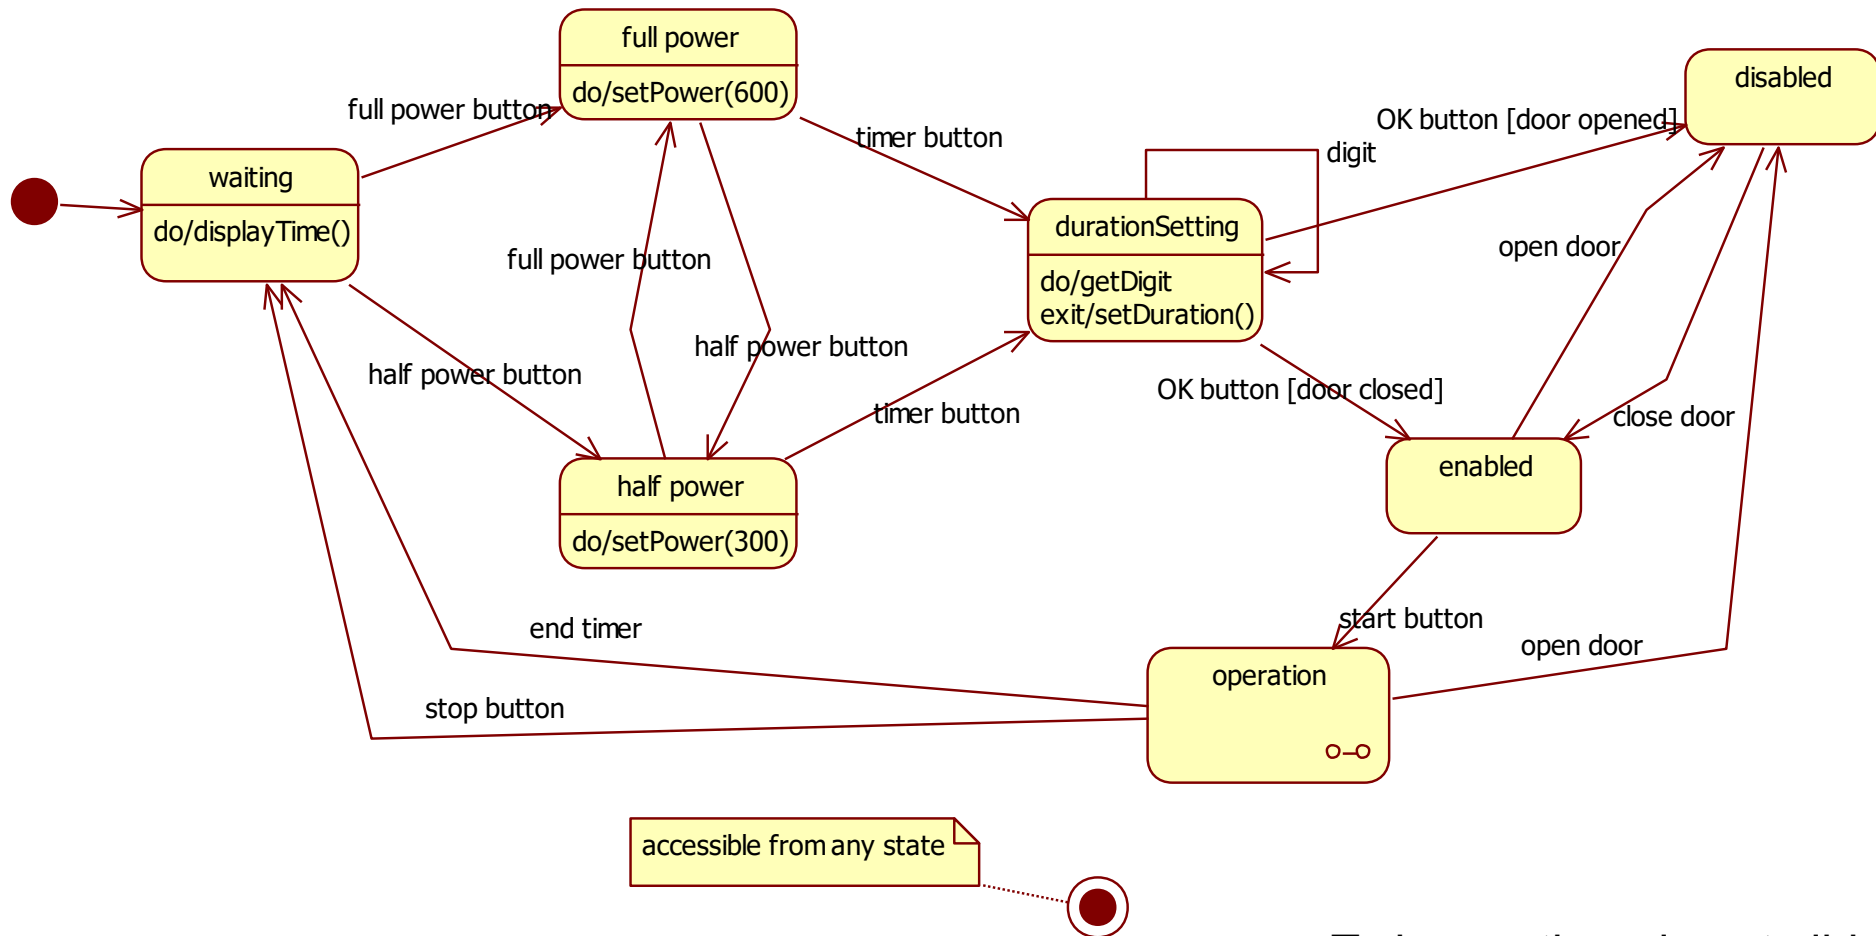 full power
do/setPower(600)
disabled
full power button
OK button [door opened]
timer button
digit
waiting
do/displayTime()
durationSetting
do/getDigit
exit/setDuration()
full power button
open door
half power button
half power button
OK button [door closed]
timer button
close door
enabled
half power
do/setPower(300)
end timer
start button
open door
operation
stop button
accessible from any state